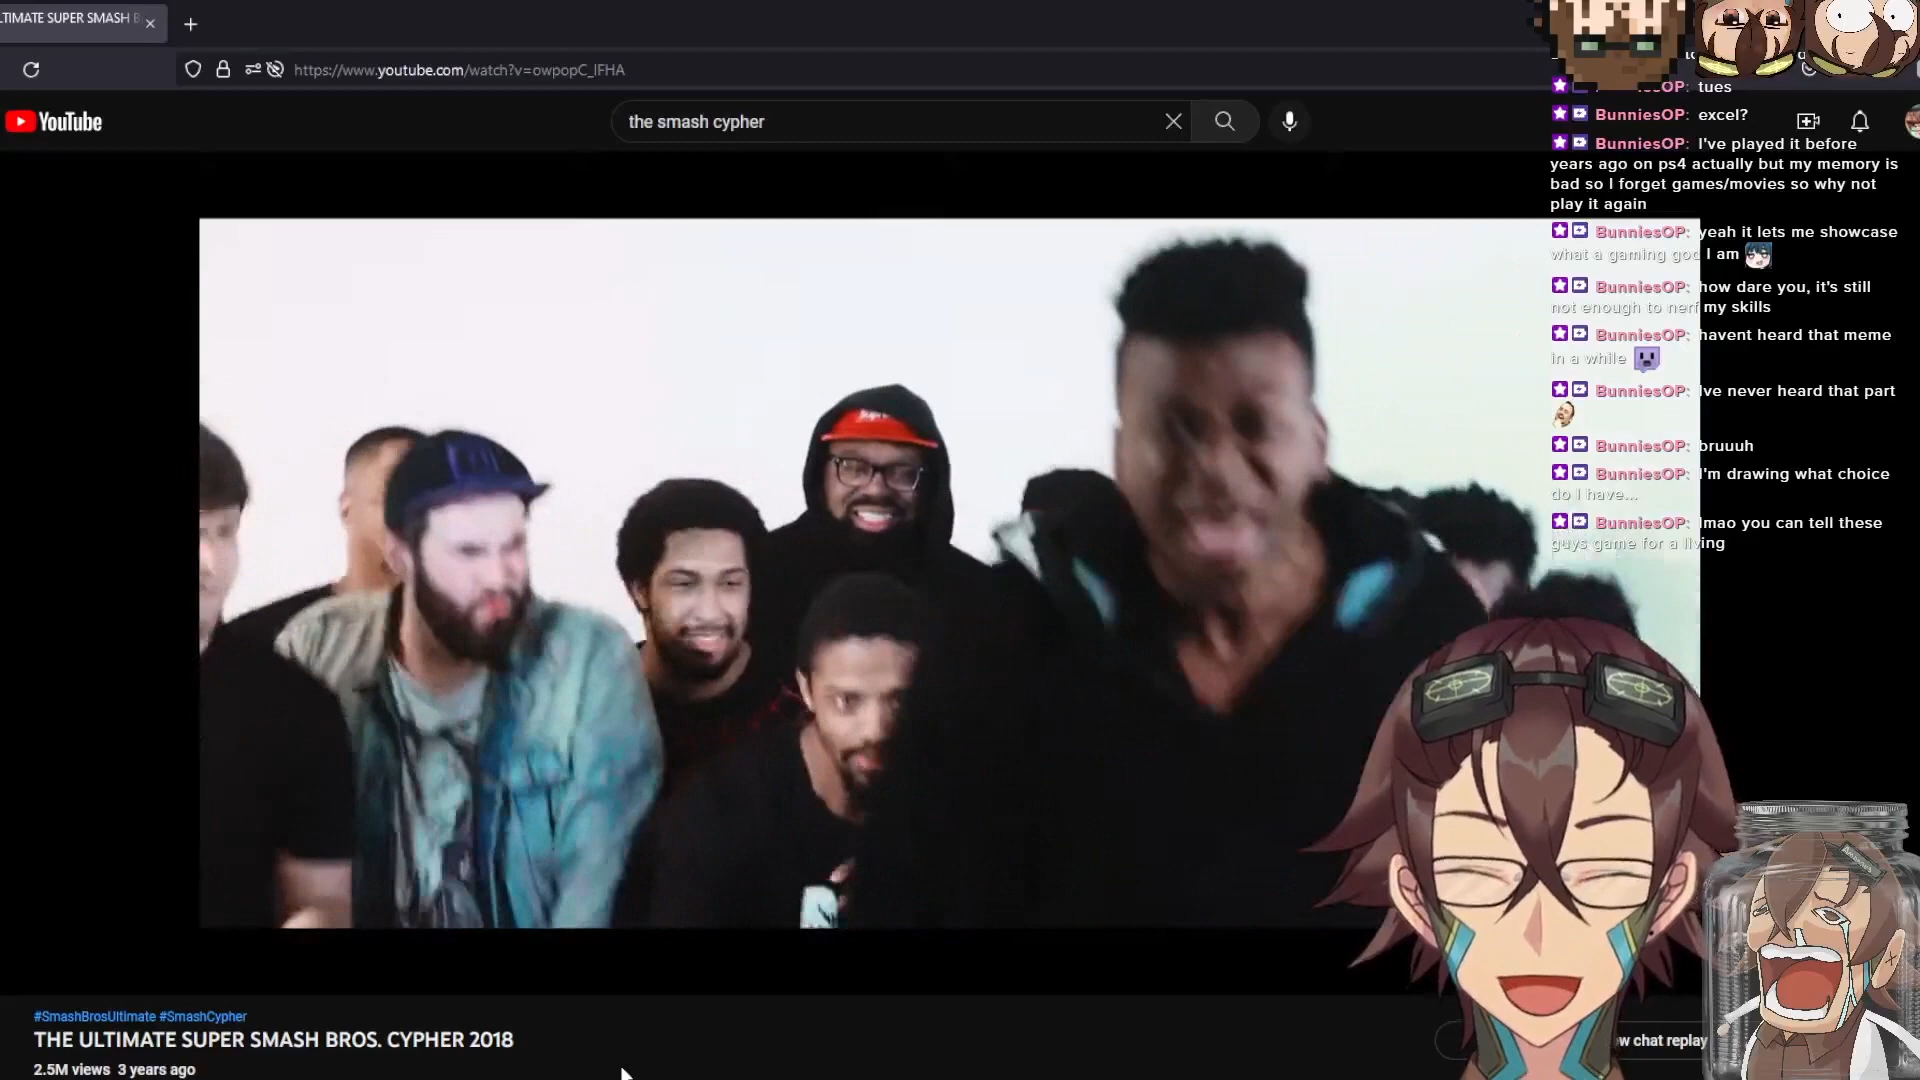 LTIMATE SUPER SMASH B
https://www.youtube.com/watch?v=owpopC_lFHA
YouTube
the smash cypher
tues
BunniesOP: excel?
BunniesOP: I've played it before
years ago on ps4 actually but my memory is
bad so I forget games/movies so why not
play it again
BunniesOP: yeah it lets me showcase
what a gaming god I am
BunniesOP: how dare you, it's still
not enough to nerf my skills
BunniesOP: havent heard that meme
in a while
BunniesOP: Ive never heard that part
BunniesOP: bruuuh
BunniesOP: I'm drawing what choice
do I have...
BunniesOP: lmao you can tell these
guys game for a living
#SmashBrosUltimate #SmashCypher
THE ULTIMATE SUPER SMASH BROS. CYPHER 2018
2.5M views 3 years ago
w chat replay